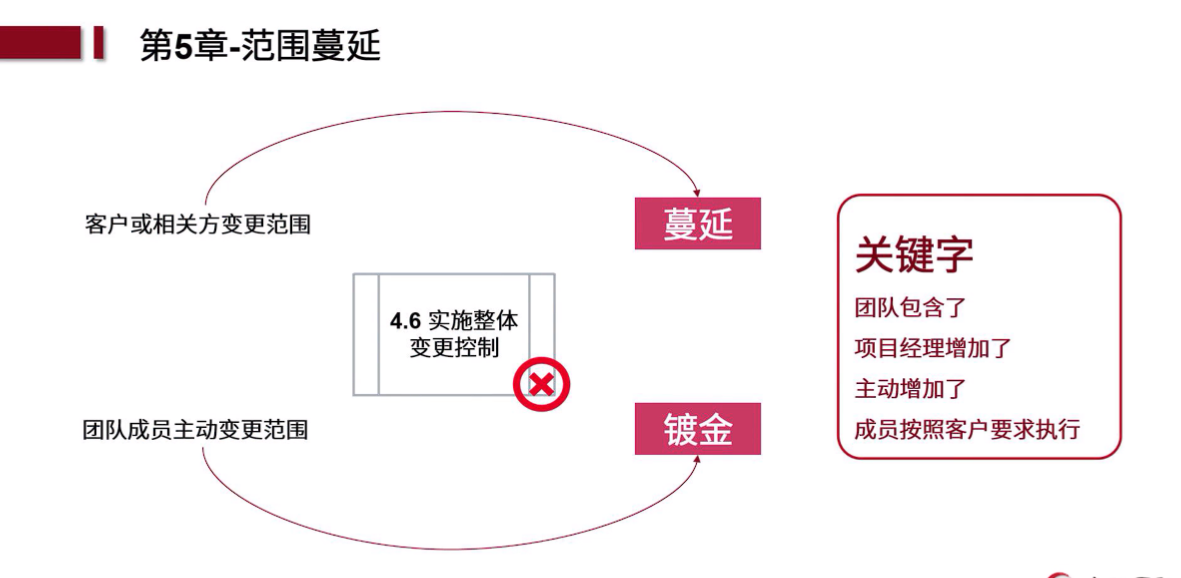 第5章-范围蔓延
客户或相关方变更范围
蔓延
4.6 实施整体
变更控制
团队成员主动变更范围
镀金
关键字
团队包含了
项目经理增加了
主动增加了
成员按照客户要求执行